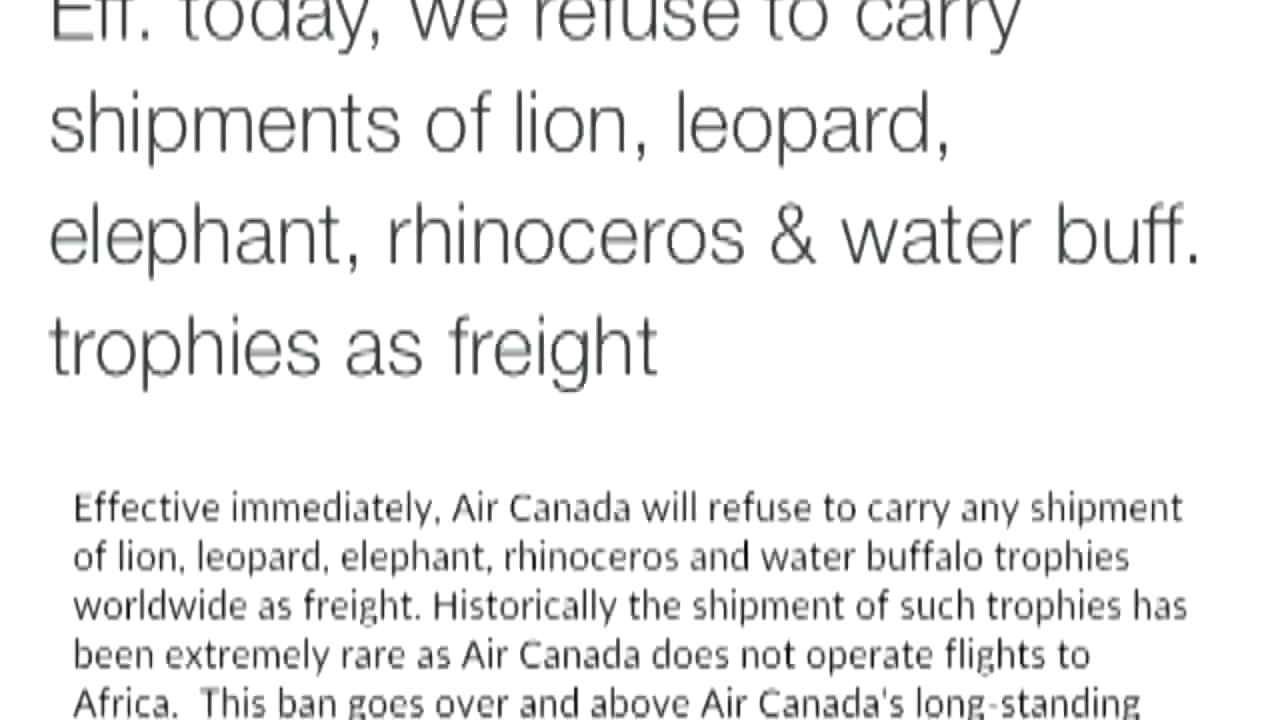 Eff. today, we refuse to carry
shipments of lion, leopard,
elephant, rhinoceros & water buff.
trophies as freight
Effective immediately, Air Canada will refuse to carry any shipment
of lion, leopard, elephant, rhinoceros and water buffalo trophies
worldwide as freight. Historically the shipment of such trophies has
been extremely rare as Air Canada does not operate flights to
Africa.  This ban goes over and above Air Canada's long-standing